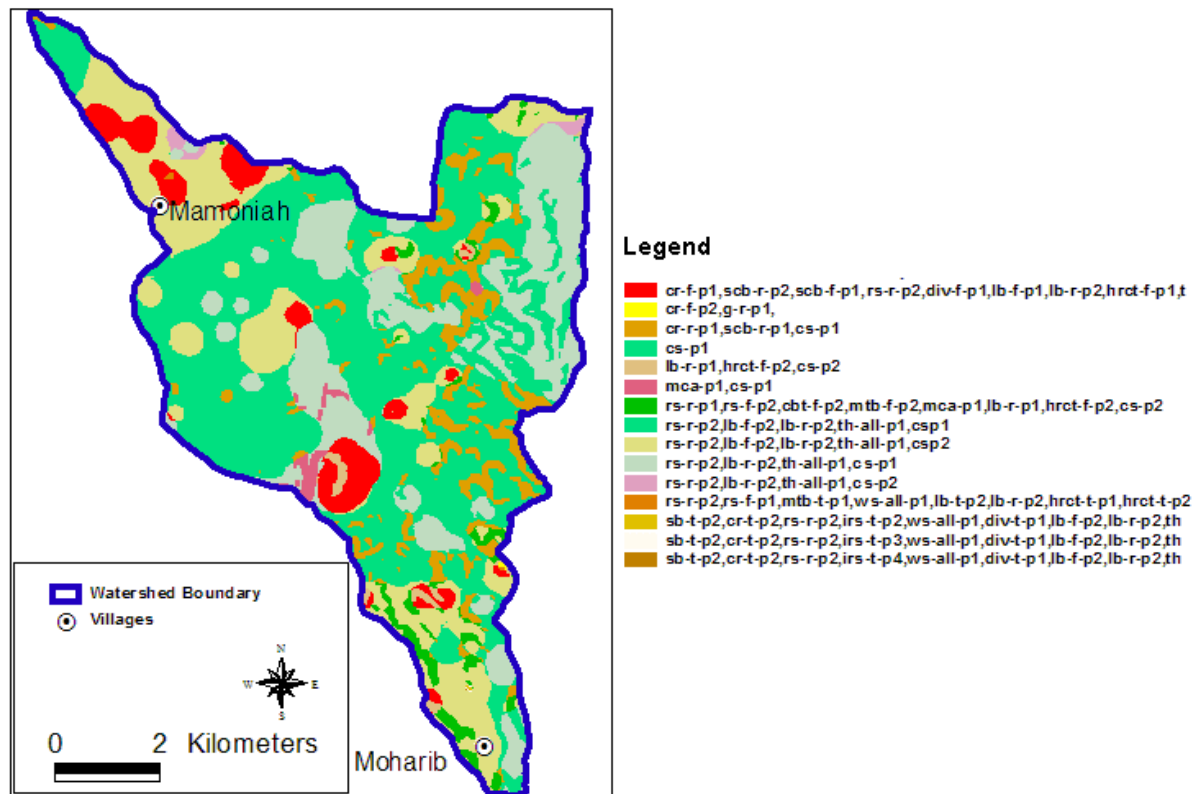 Mamoniah
Legend
cr-f-p1,scb-r-p2,scb-f-p1,rs-r-p2,div-f-p1,lb-f-p1,lb-r-p2,hrct-f-p1,t
cr-f-p2,g-r-p1,
cr-r-p1,scb-r-p1,cs-p1
cs-p1
lb-r-p1,hrct-f-p2,cs-p2
mca-p1,cs-p1
rs-r-p1,rs-f-p2,cbt-f-p2,mtb-f-p2,mca-p1,lb-r-p1,hrct-f-p2,cs-p2
rs-r-p2,lb-f-p2,lb-r-p2,th-all-p1,csp1
rs-r-p2,lb-f-p2,lb-r-p2,th-all-p1,csp2
rs-r-p2,lb-r-p2,th-all-p1,cs-p1
rs-r-p2,lb-r-p2,th-all-p1,cs-p2
rs-r-p2,rs-f-p1,mtb-t-p1,ws-all-p1,lb-t-p2,lb-r-p2,hrct-t-p1,hrct-t-p2
sb-t-p2,cr-t-p2,rs-r-p2,irs-t-p2,ws-all-p1,div-t-p1,lb-f-p2,lb-r-p2,th
sb-t-p2,cr-t-p2,rs-r-p2,irs-t-p3,ws-all-p1,div-t-p1,lb-f-p2,lb-r-p2,th
sb-t-p2,cr-t-p2,rs-r-p2,irs-t-p4,ws-all-p1,div-t-p1,lb-f-p2,lb-r-p2,th
Watershed Boundary
Villages
N
W E
S
0 2 Kilometers
Moharib